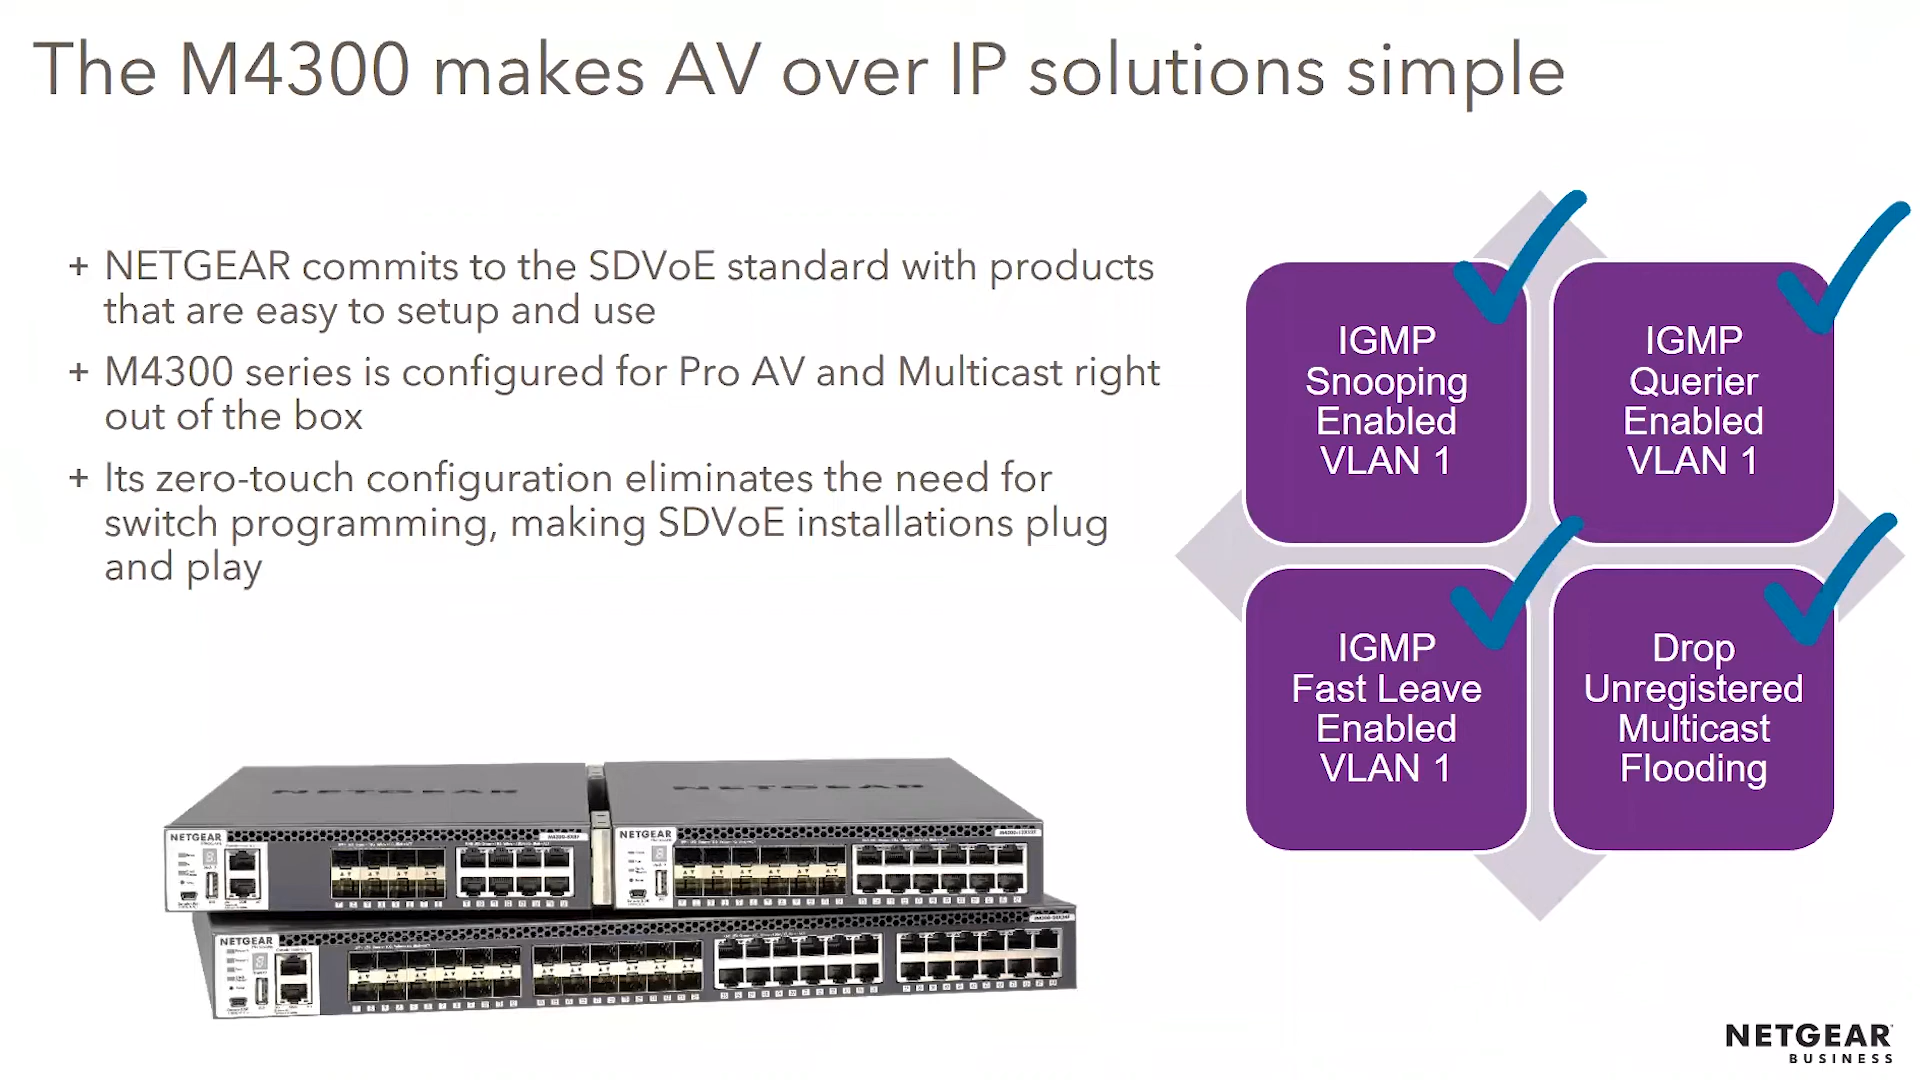 The M4300 makes AV over IP solutions simple
+ NETGEAR commits to the SDVoE standard with products
that are easy to setup and use
+ M4300 series is configured for Pro AV and Multicast right
out of the box
+ Its zero-touch configuration eliminates the need for
switch programming, making SDVoE installations plug
and play
IGMP
Snooping
Enabled
VLAN 1
IGMP
Querier
Enabled
VLAN 1
IGMP
Fast Leave
Enabled
VLAN 1
Drop
Unregistered
Multicast
Flooding
NETGEAR
NETGEAR
NETGEAR
NETGEAR
NETGEAR
NETGEAR
BUSINESS